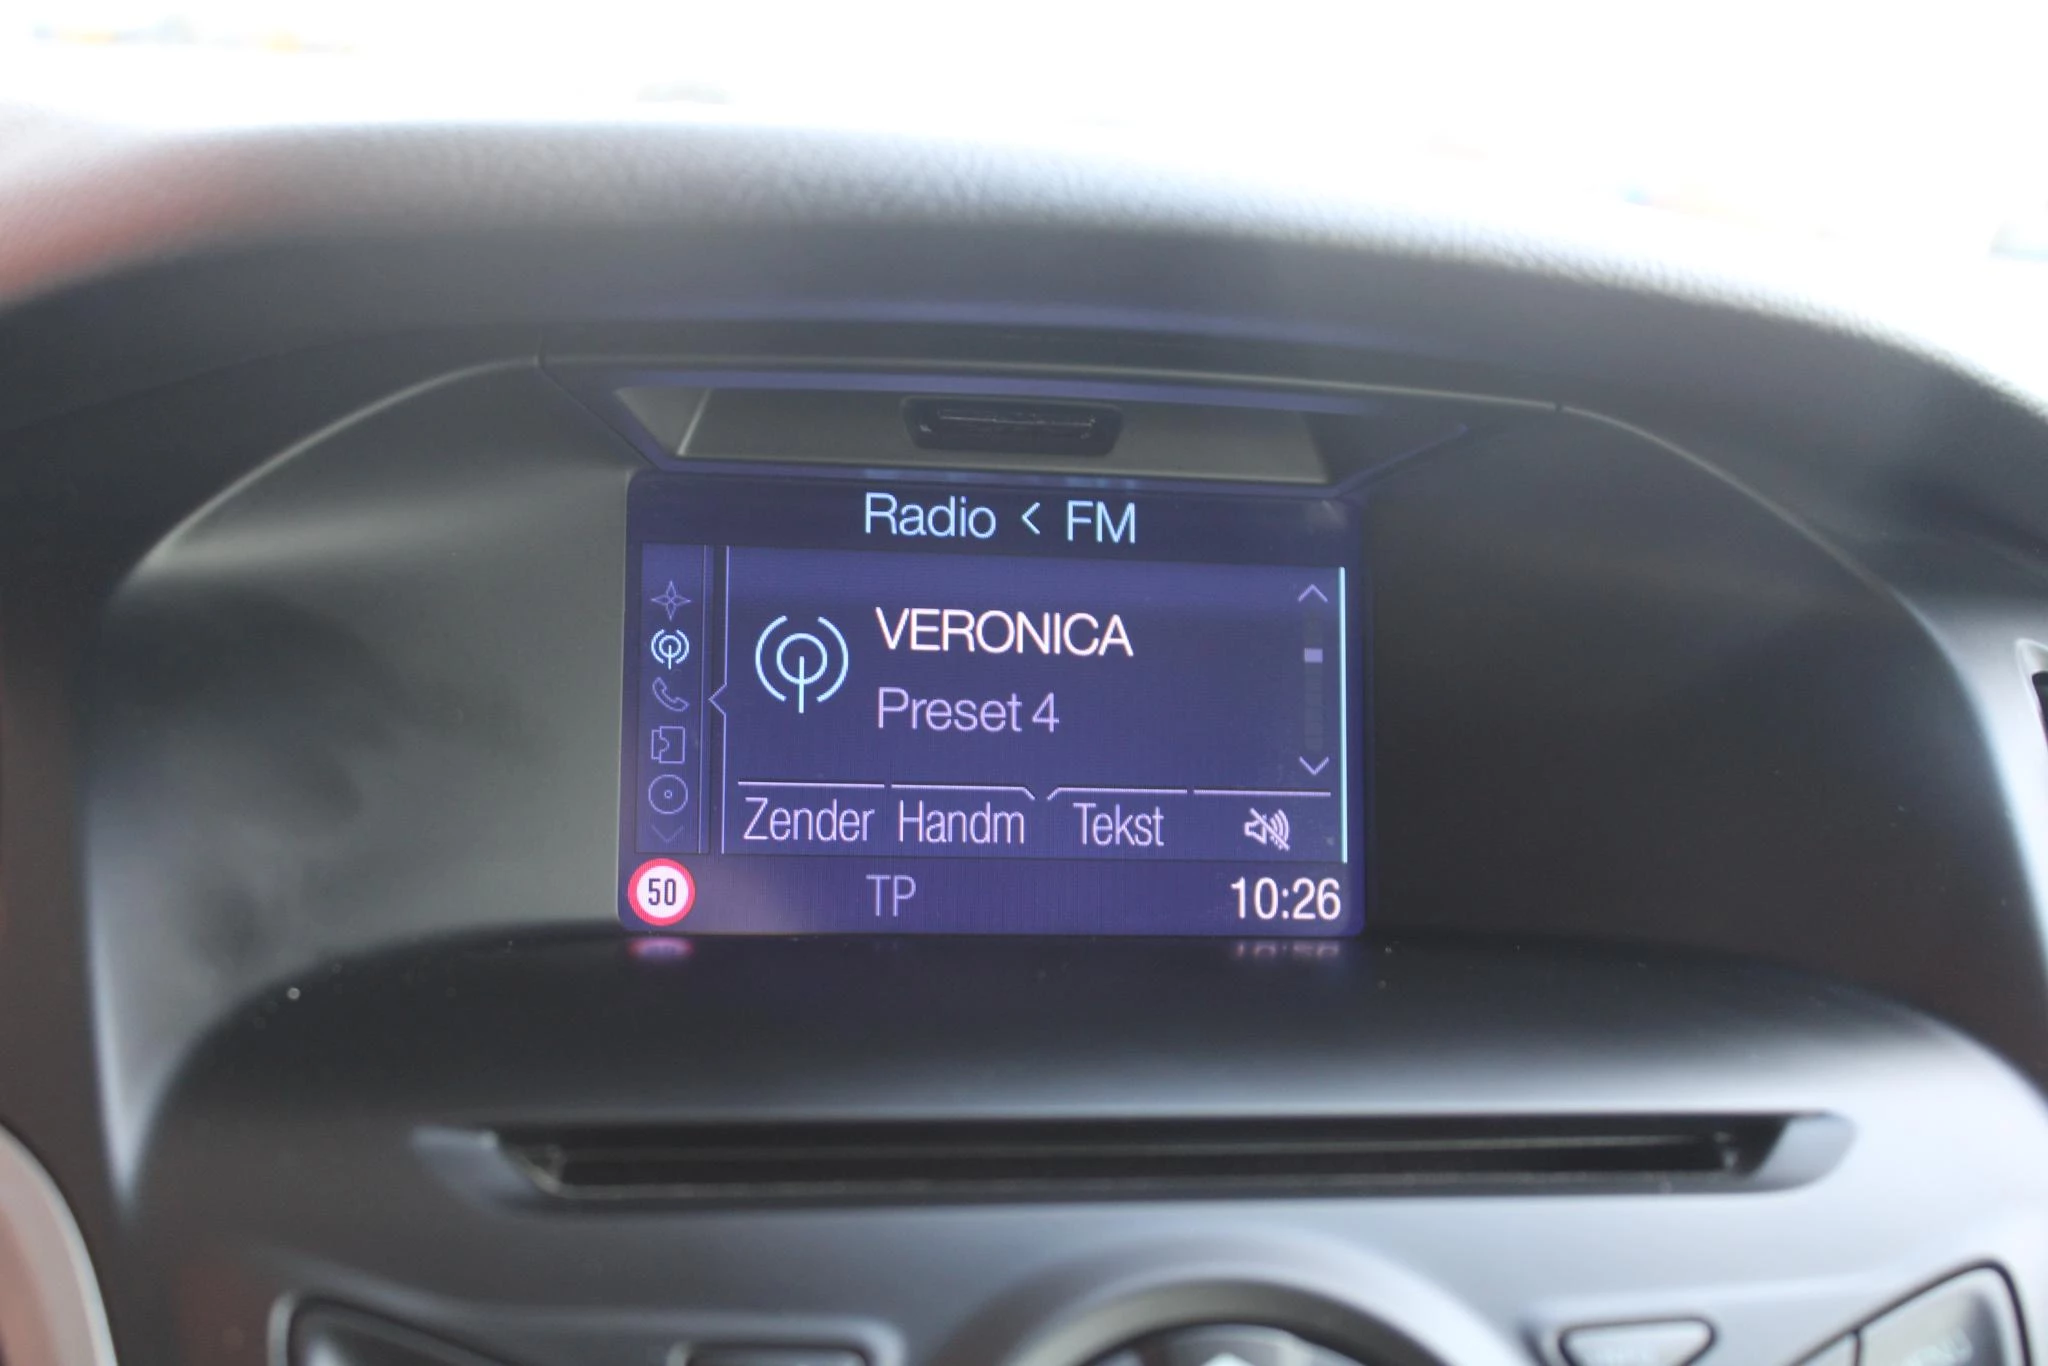 Radio < FM
VERONICA
Preset 4
Zender Handm Tekst
50 TP 10:26